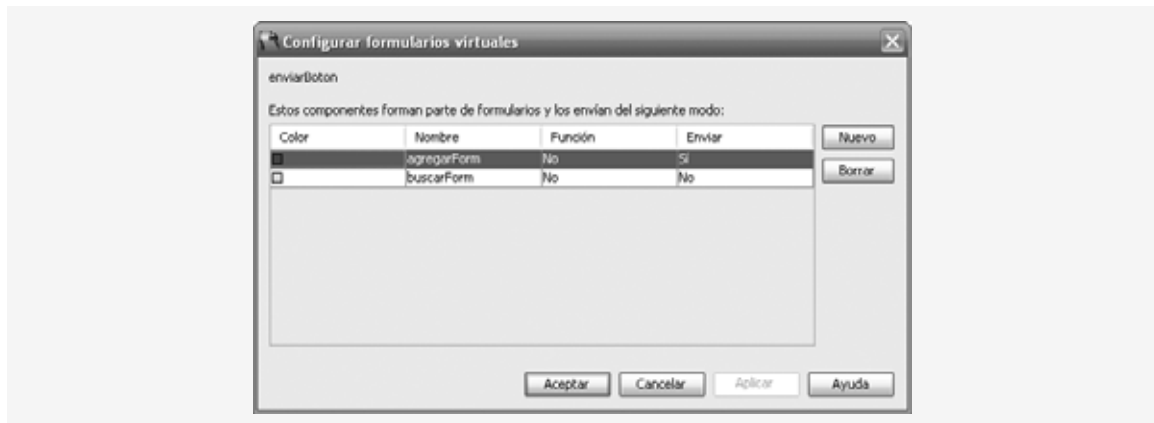 Configurar formularios virtuales
enviarBoton
Estos componentes forman parte de formularios y los envían del siguiente modo:
Color Nombre Función Enviar
agregarForm No Sí
buscarForm No No
Nuevo
Borrar
Aceptar Cancelar Aplicar Ayuda